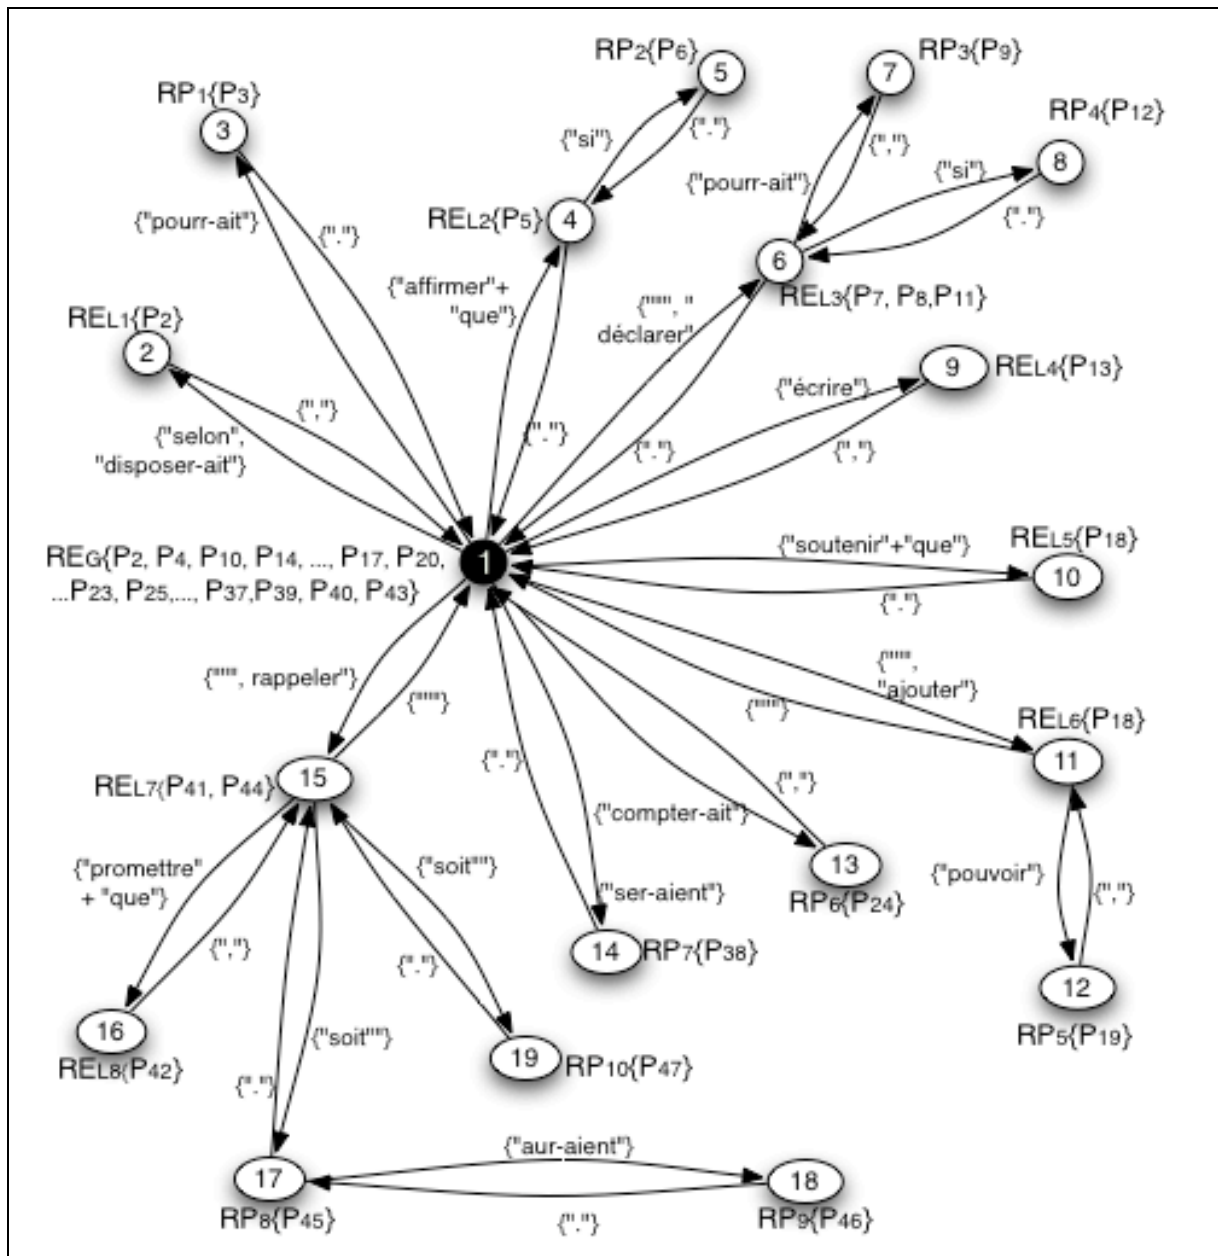 RP2{P6}
5
7
RP3{P9}
RP1{P3}
3
RP4{P12}
{"si"}
{"."}
{","}
8
{"si"}
{"pourr-ait"}
REL2{P5}
4
{"pourr-ait"}
{"."}
{"."}
6
{"affirmer"+
"que"}
REL3{P7, P8,P11}
{""", "
déclarer"
REL1{P2}
2
9
REL4{P13}
{"écrire"}
{","}
{"selon",
"disposer-ait"}
{"."}
{"."}
{","}
REG{P2, P4, P10, P14, ..., P17, P20,
...P23, P25,..., P37,P39, P40, P43}
1
{"soutenir"+"que"}
REL5{P18}
10
{"."}
{""",
"ajouter"}
{""", rappeler"}
{"""}
{"""}
REL6{P18}
11
{"."}
REL7(P41, P44}
15
{","}
{"compter-ait"}
{"promettre"
+ "que"}
{"soit""}
13
RP6{P24}
{"pouvoir"}
{","}
{"ser-aient"}
{","}
{"."}
14
RP7{P38}
12
RP5{P19}
16
REL8(P42}
{"soit""}
19
RP10{P47}
{"."}
{"aur-aient"}
17
18
RP8{P45}
{"."}
RP9{P46}